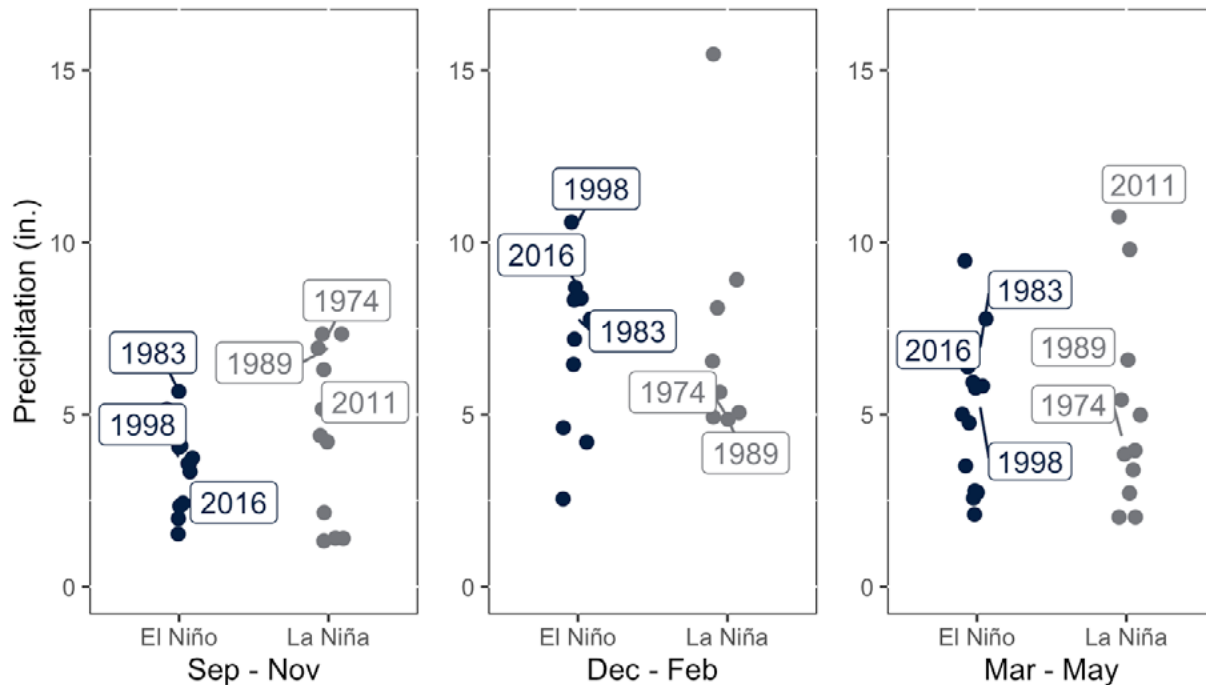 Precipitation (in.)
15
10
5
0
1974
1983
1989
2011
1998
2016
El Niño
La Niña
Sep - Nov
15
10
5
0
1998
2016
1983
1974
1989
El Niño
La Niña
Dec - Feb
15
10
5
0
2011
1983
2016
1989
1974
1998
El Niño
La Niña
Mar - May